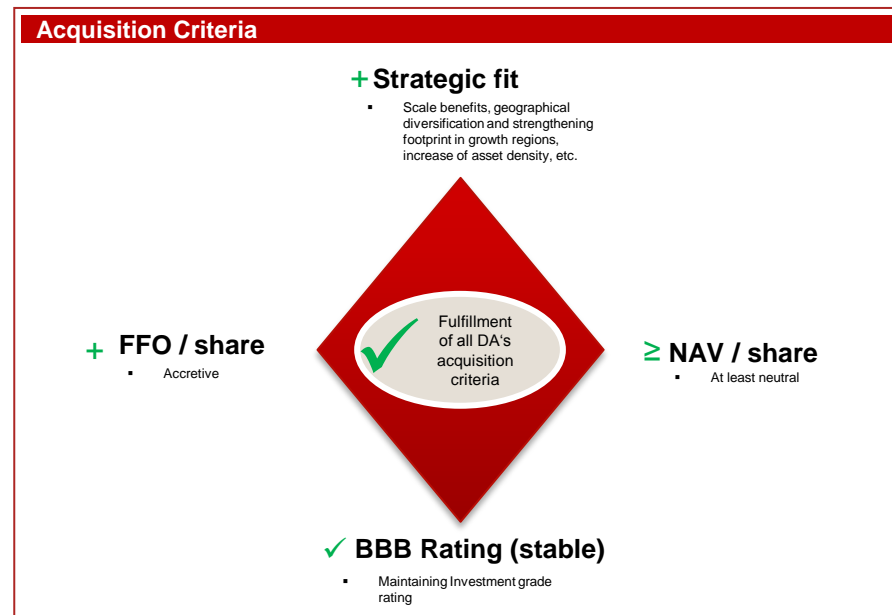 Acquisition Criteria
+ Strategic fit
▪ Scale benefits, geographical
diversification and strengthening
footprint in growth regions,
increase of asset density, etc.
Fulfillment
of all DA‘s
acquisition
criteria
+ FFO / share
▪ Accretive
≥ NAV / share
▪ At least neutral
✓ BBB Rating (stable)
▪ Maintaining Investment grade
rating